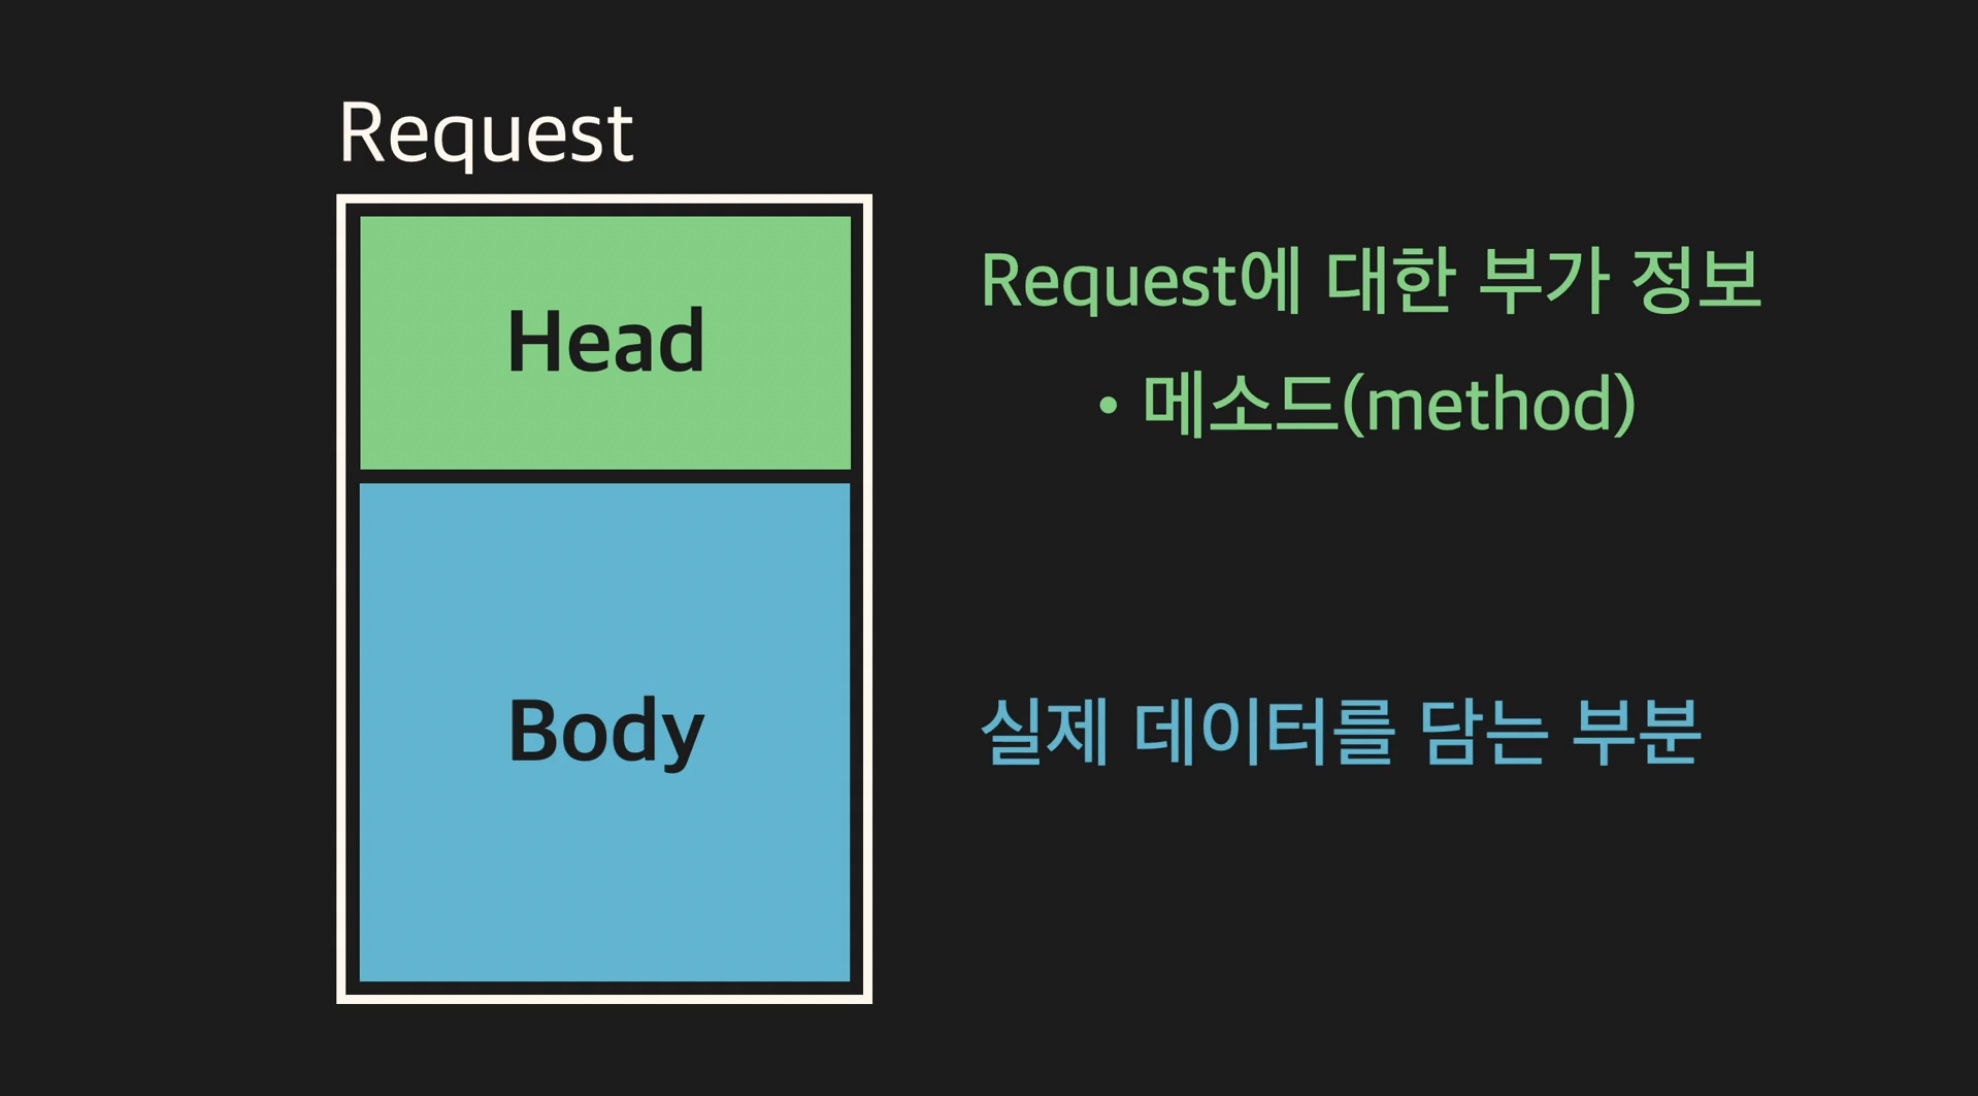 Request
Head
Request에 대한 부가 정보
• 메소드(method)
Body
실제 데이터를 담는 부분